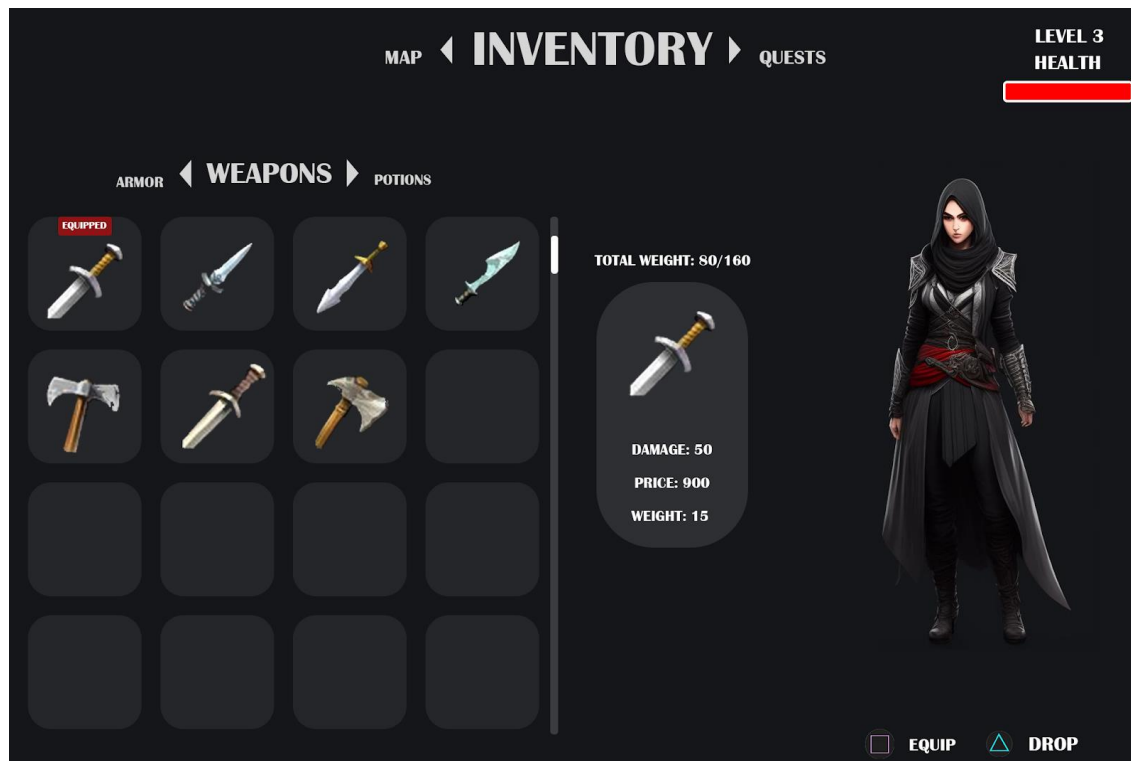 MAP INVENTORY QUESTS
LEVEL 3
HEALTH
ARMOR WEAPONS POTIONS
EQUIPPED
TOTAL WEIGHT: 80/160
DAMAGE: 50
PRICE: 900
WEIGHT: 15
EQUIP DROP